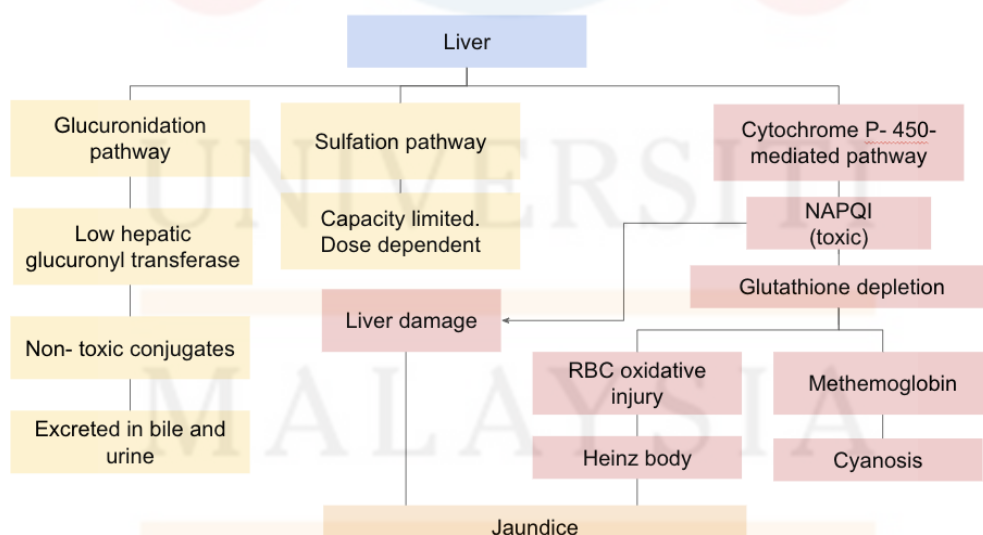 Liver
Glucuronidation
pathway
Sulfation pathway
Cytochrome P- 450-
mediated pathway
Low hepatic
glucuronyl transferase
Capacity limited.
Dose dependent
NAPQI
(toxic)
Glutathione depletion
Liver damage
Non- toxic conjugates
RBC oxidative
injury
Methemoglobin
Excreted in bile and
urine
Heinz body
Cyanosis
Jaundice
UNIVERSITI
MALAYSIA